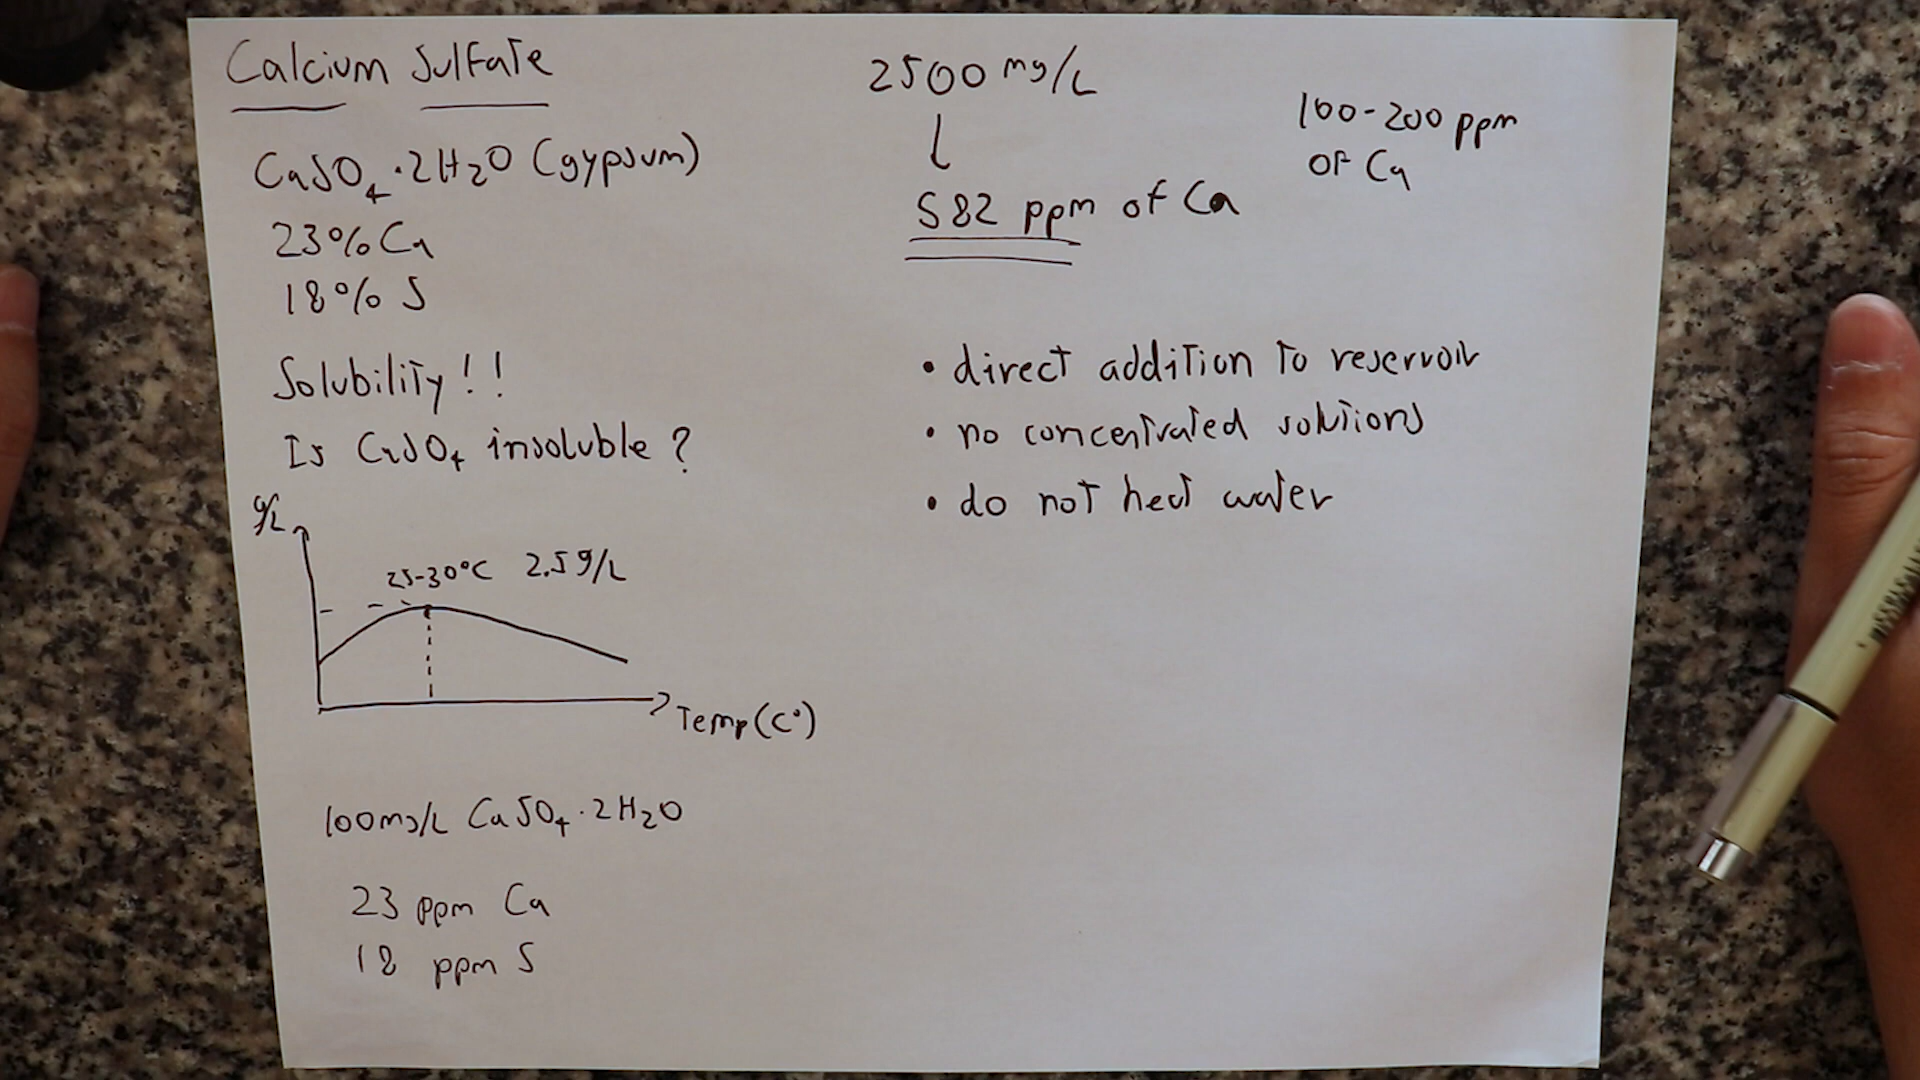 Calcium Sulfate
CaSO4·2H2O (gypsum)
23% Ca
18% S
Solubility!!
Is CaSO4 insoluble?
g/L
25-30°C 2.5g/L
Temp (C°)
100mg/L CaSO4·2H2O
23 ppm Ca
18 ppm S
2500 mg/L
582 ppm of Ca
100-200 ppm
of Ca
• direct addition to reservoir
• no concentrated solutions
• do not heat water